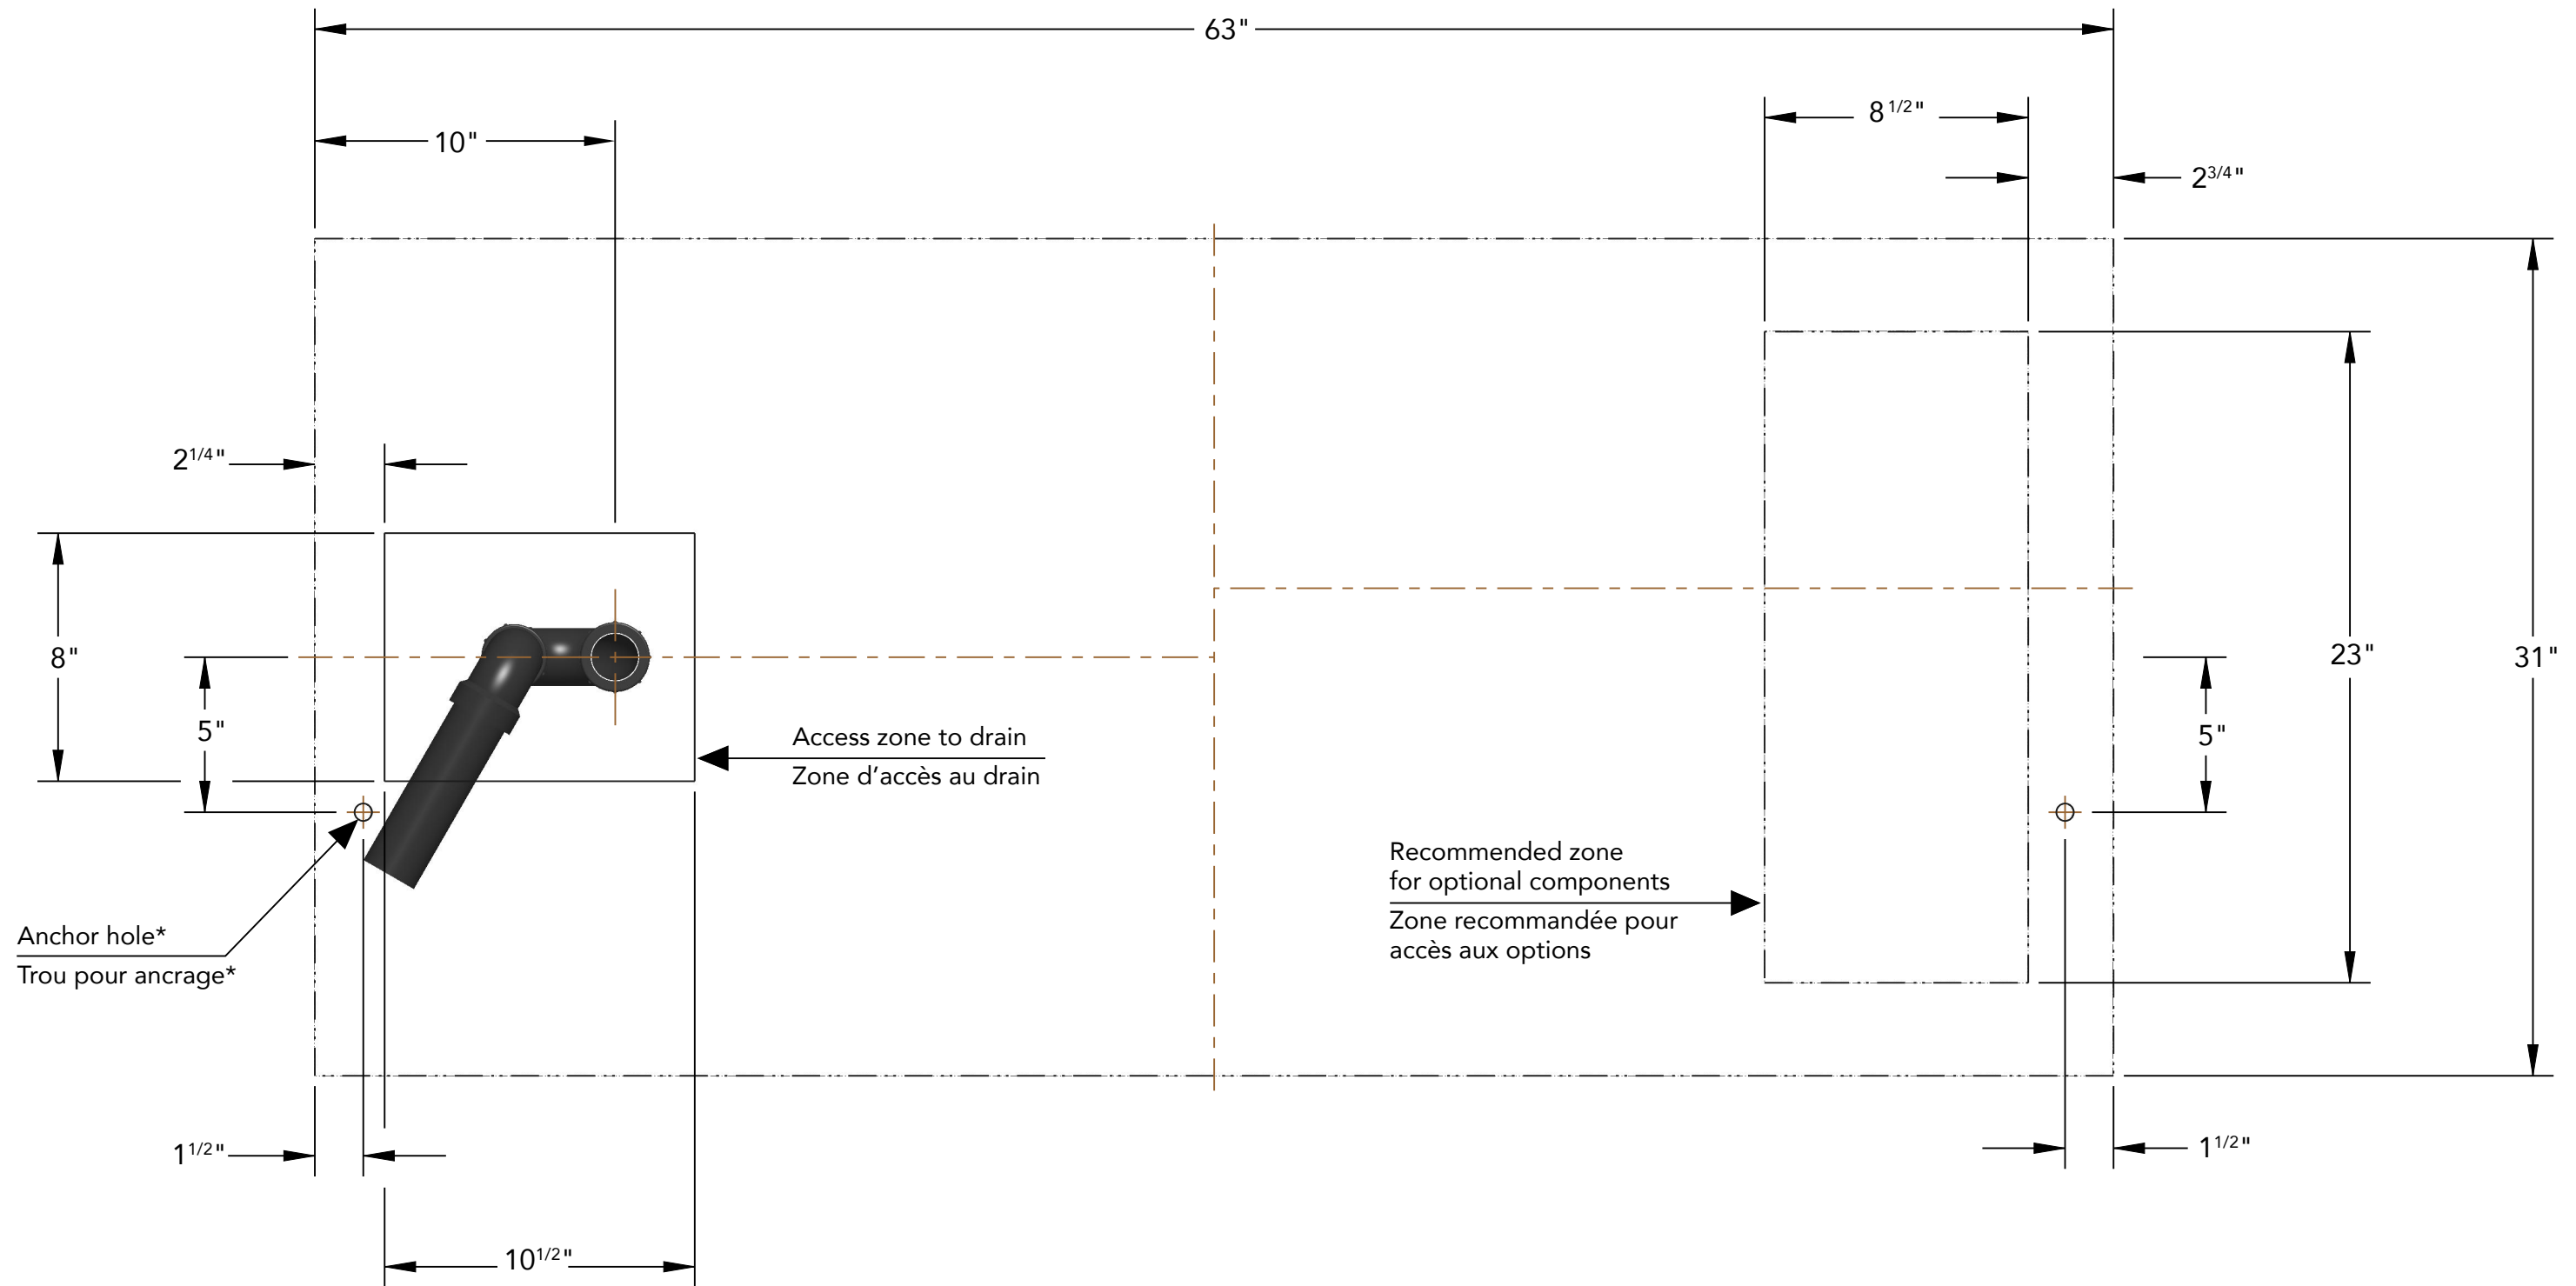 63"
8 1/2"
10"
2 3/4"
2 1/4"
8"
23"
31"
5"
5"
Access zone to drain
Zone d’accès au drain
Recommended zone
for optional components
Zone recommandée pour
accès aux options
Anchor hole*
Trou pour ancrage*
1 1/2"
1 1/2"
10 1/2"